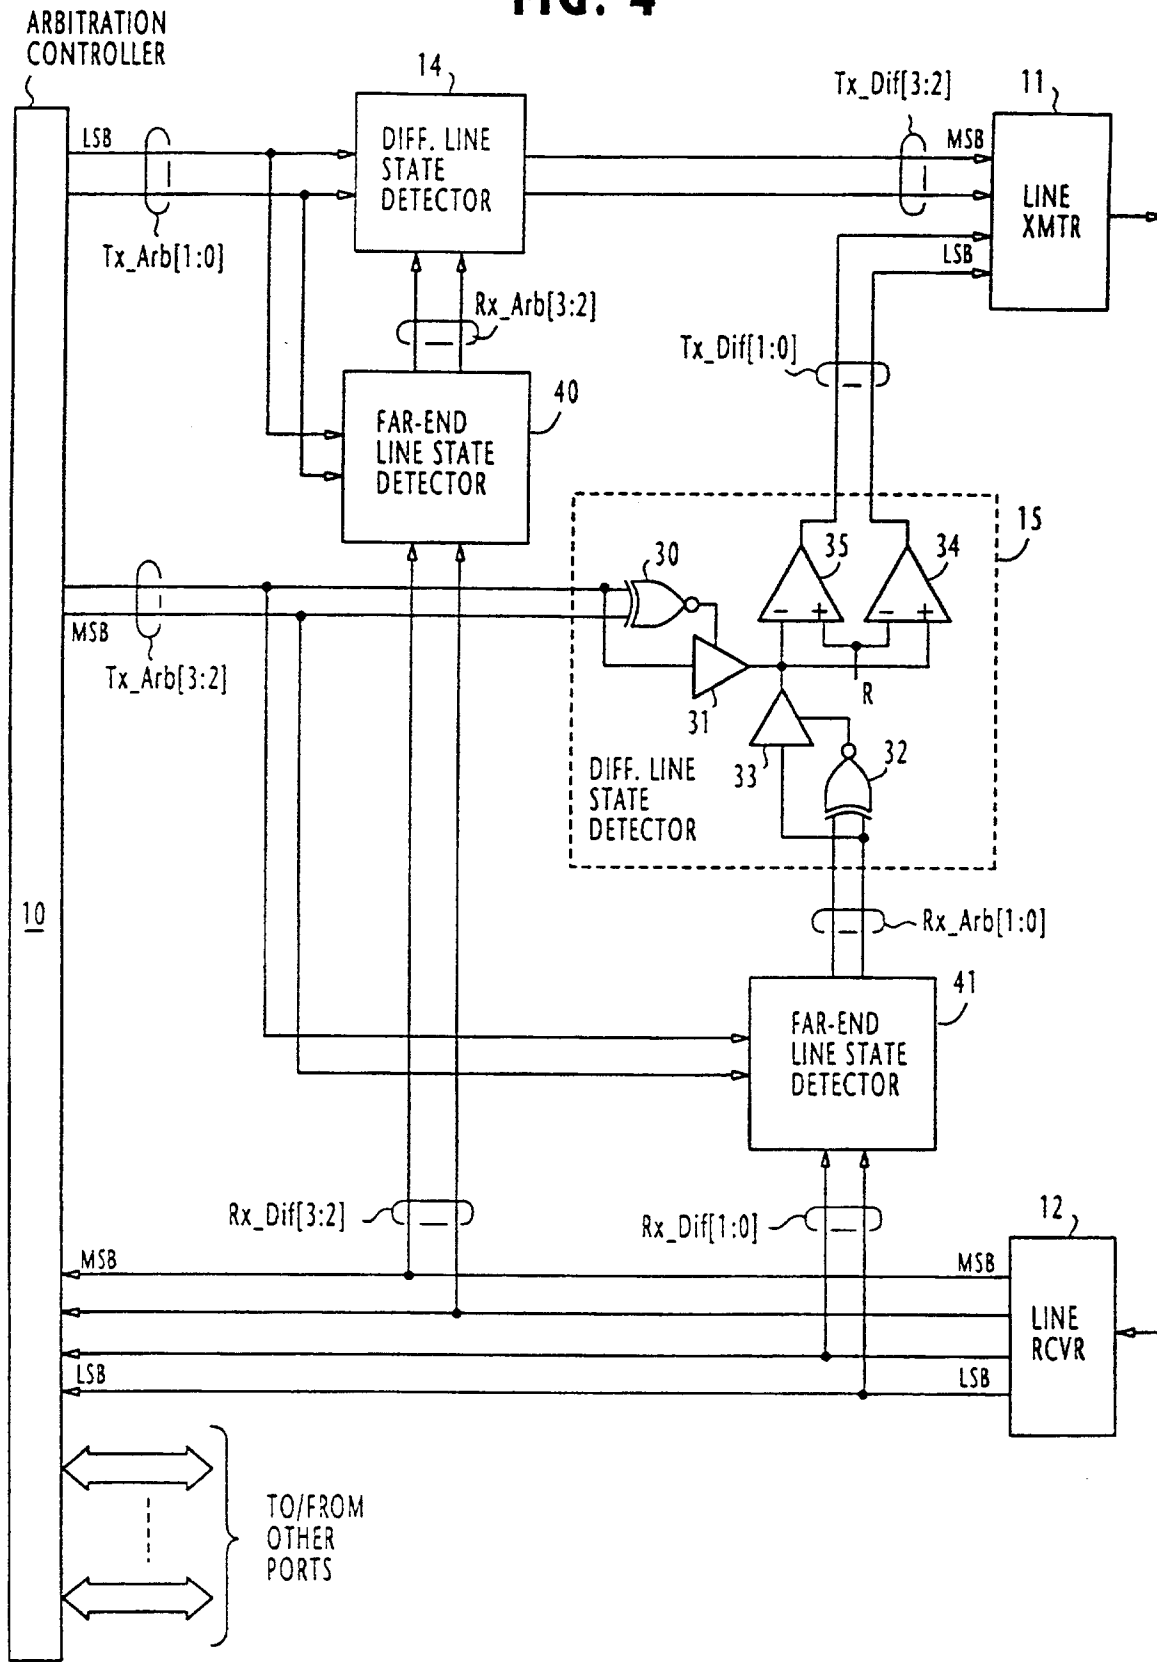 FIG. 4
ARBITRATION
CONTROLLER
14
Tx_Dif[3:2]
11
LSB
DIFF. LINE
STATE
DETECTOR
MSB
LINE
XMTR
LSB
Tx_Arb[1:0]
Rx_Arb[3:2]
Tx_Dif[1:0]
40
FAR-END
LINE STATE
DETECTOR
15
30
35
34
- +
- +
MSB
Tx_Arb[3:2]
R
31
33
32
DIFF. LINE
STATE
DETECTOR
10
Rx_Arb[1:0]
41
FAR-END
LINE STATE
DETECTOR
Rx_Dif[3:2]
Rx_Dif[1:0]
12
MSB
MSB
LINE
RCVR
LSB
LSB
TO/FROM
OTHER
PORTS